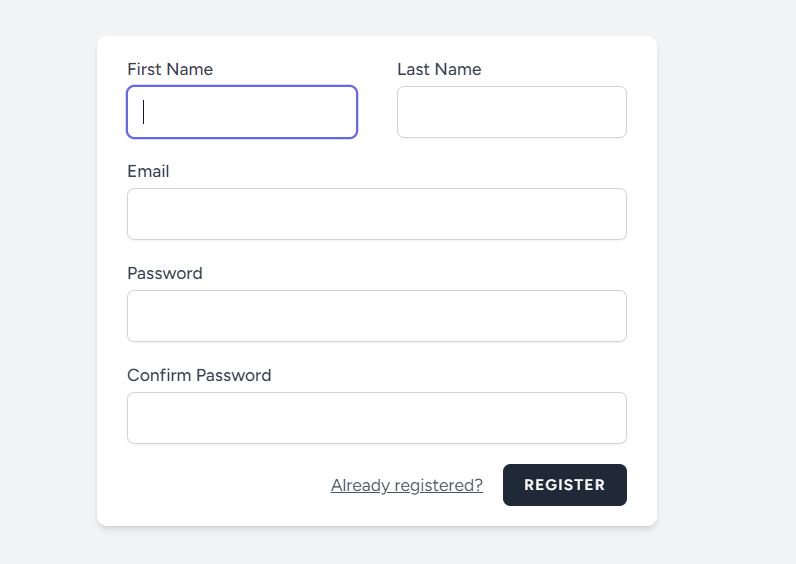 First Name Last Name
Email
Password
Confirm Password
Already registered? REGISTER